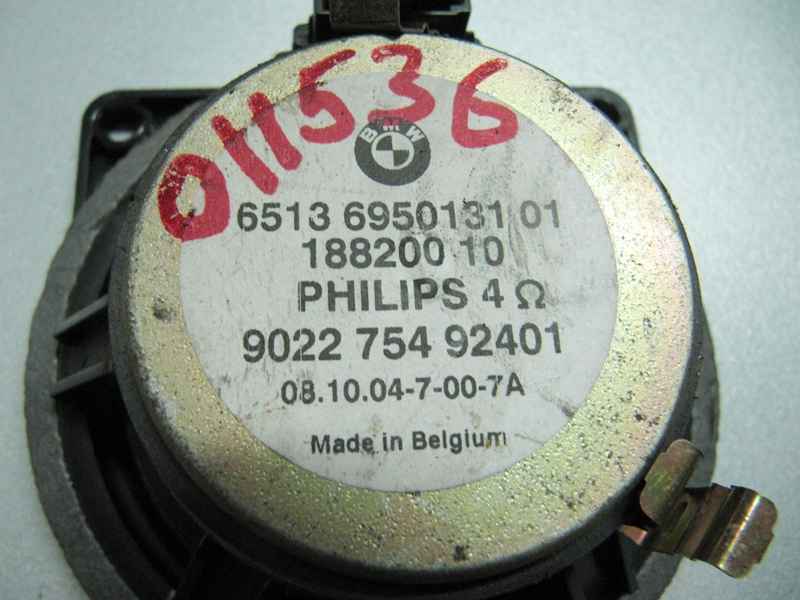 011536
BMW
6513 6950131 01
188200 10
PHILIPS 4 Ω
9022 754 92401
08.10.04-7-00-7A
Made in Belgium